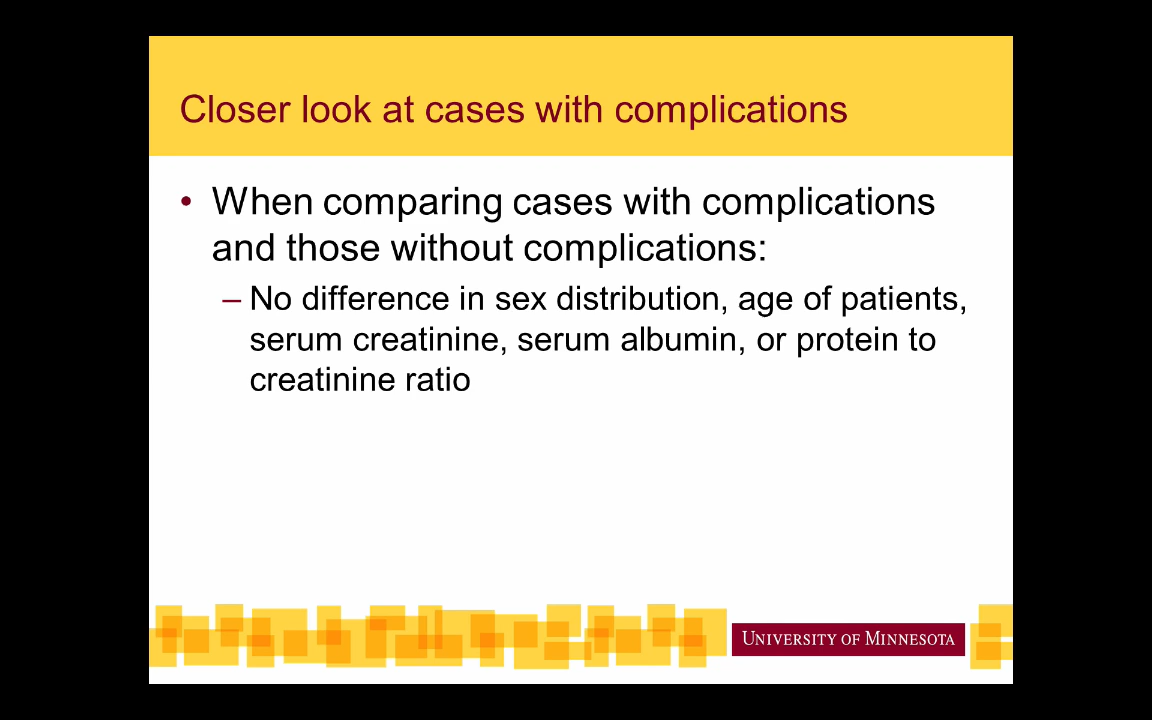 Closer look at cases with complications
• When comparing cases with complications
and those without complications:
– No difference in sex distribution, age of patients,
serum creatinine, serum albumin, or protein to
creatinine ratio
UNIVERSITY OF MINNESOTA